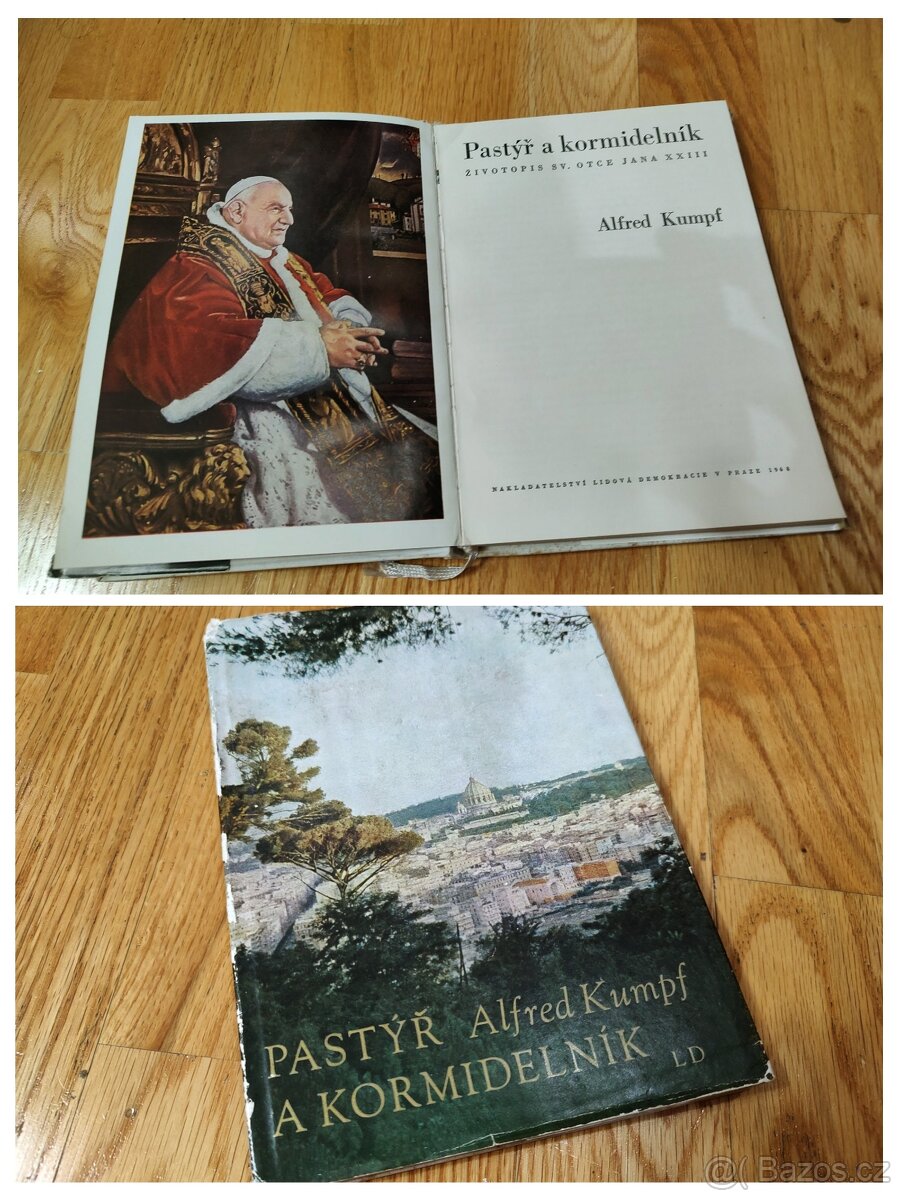 Pastýř a kormidelník
ŽIVOTOPIS SV. OTCE JANA XXIII
Alfred Kumpf
NAKLADATELSTVÍ LIDOVÁ DEMOKRACIE V PRAZE 1968
PASTÝŘ Alfred Kumpf
A KORMIDELNÍK LD
@( Bazos.cz